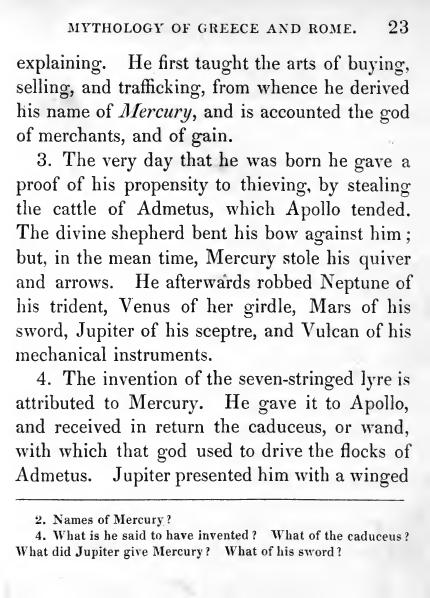 MYTHOLOGY OF GREECE AND ROME. 23
explaining. He first taught the arts of buying,
selling, and trafficking, from whence he derived
his name of Mercury, and is accounted the god
of merchants, and of gain.
3. The very day that he was born he gave a
proof of his propensity to thieving, by stealing
the cattle of Admetus, which Apollo tended.
The divine shepherd bent his bow against him;
but, in the mean time, Mercury stole his quiver
and arrows. He afterwards robbed Neptune of
his trident, Venus of her girdle, Mars of his
sword, Jupiter of his sceptre, and Vulcan of his
mechanical instruments.
4. The invention of the seven-stringed lyre is
attributed to Mercury. He gave it to Apollo,
and received in return the caduceus, or wand,
with which that god used to drive the flocks of
Admetus. Jupiter presented him with a winged
2. Names of Mercury?
4. What is he said to have invented? What of the caduceus?
What did Jupiter give Mercury? What of his sword?